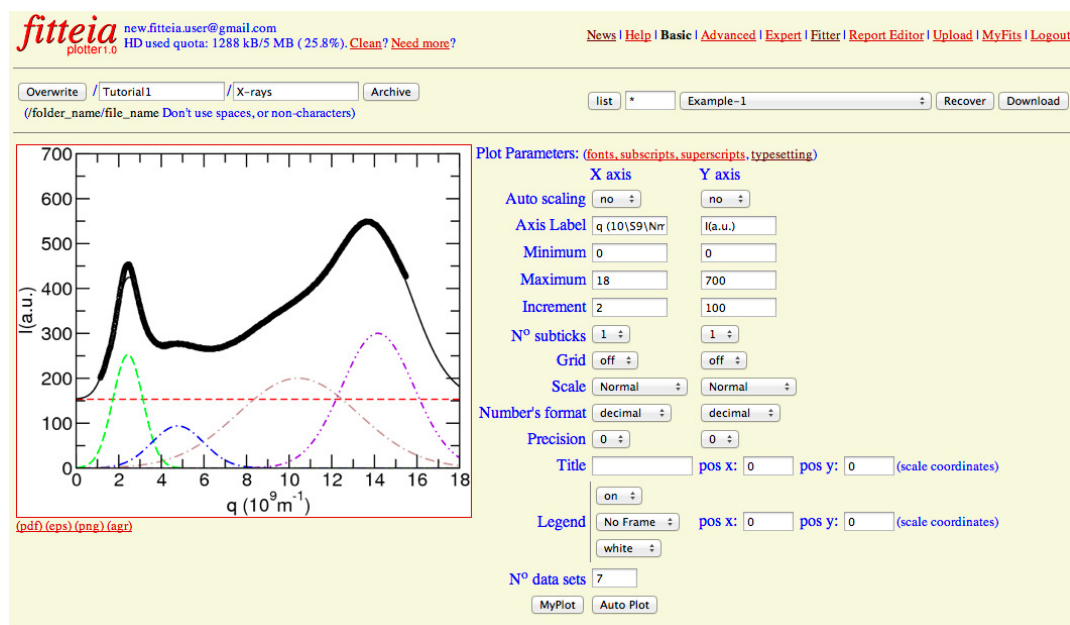 fitteia plotter1.0
new.fitteia.user@gmail.com
HD used quota: 1288 kB/5 MB ( 25.8%). Clean? Need more?
News | Help | Basic | Advanced | Expert | Fitter | Report Editor | Upload | MyFits | Logout
Overwrite / Tutorial1 / X-rays Archive
(/folder_name/file_name Don't use spaces, or non-characters)
list * Example-1 Recover Download
700
600
500
400
300
200
100
0
I(a.u.)
0 2 4 6 8 10 12 14 16 18
q (10⁹m⁻¹)
(pdf) (eps) (png) (agr)
Plot Parameters: (fonts, subscripts, superscripts, typesetting)
X axis Y axis
Auto scaling no no
Axis Label q (10\S9\Nm I(a.u.)
Minimum 0 0
Maximum 18 700
Increment 2 100
Nº subticks 1 1
Grid off off
Scale Normal Normal
Number's format decimal decimal
Precision 0 0
Title pos x: 0 pos y: 0 (scale coordinates)
on
Legend No Frame pos x: 0 pos y: 0 (scale coordinates)
white
Nº data sets 7
MyPlot Auto Plot